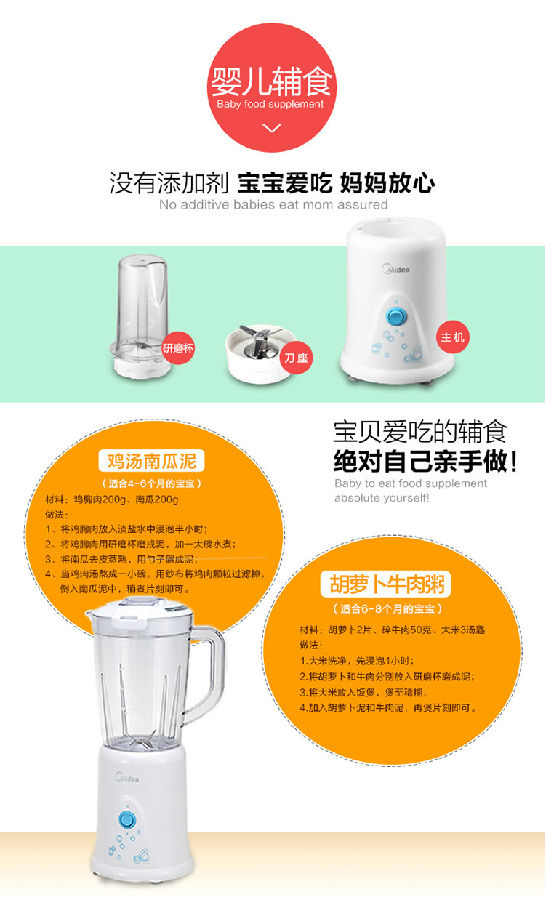 婴儿辅食
Baby food supplement
没有添加剂 宝宝爱吃 妈妈放心
No additive babies eat mom assured
Midea
研磨杯
刀座
主机
宝贝爱吃的辅食
绝对自己亲手做!
Baby to eat food supplement
absolute yourself!
鸡汤南瓜泥
(适合4-6个月的宝宝)
材料:鸡胸肉200g、南瓜200g
做法:
1、将鸡胸肉放入淡盐水中浸泡半小时;
2、将鸡胸肉用研磨杯磨成泥,加一大碗水煮;
3、将南瓜去皮蒸熟,用勺子碾成泥;
4、当鸡肉汤熬成一小碗,用纱布将鸡肉颗粒过滤掉,
倒入南瓜泥中,稍煮片刻即可。
胡萝卜牛肉粥
(适合6-8个月的宝宝)
材料:胡萝卜2片、碎牛肉50克、大米3汤匙
做法:
1.大米洗净,先浸泡1小时;
2.将胡萝卜和牛肉分别放入研磨杯磨成泥;
3.将大米放入饭煲,煲至稀糊,
4.加入胡萝卜泥和牛肉泥,再煲片刻即可。
Midea